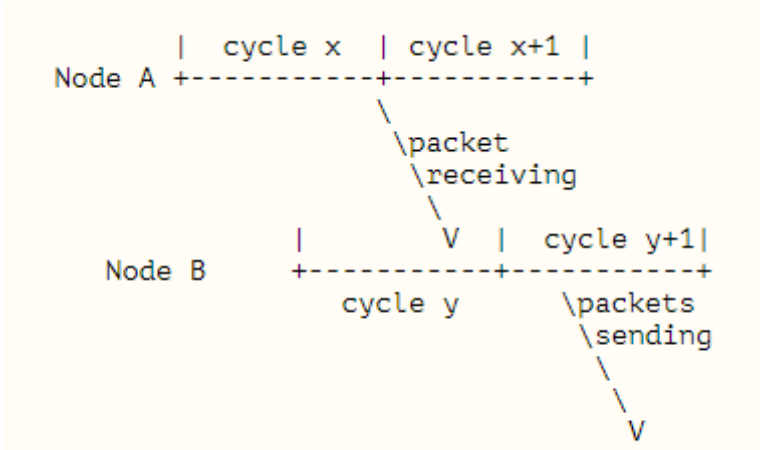 | cycle x | cycle x+1 |
Node A +-----------+-----------+
\
\packet
\receiving
\
| V | cycle y+1|
Node B +-----------+-----------+
cycle y \packets
\sending
\
\
V